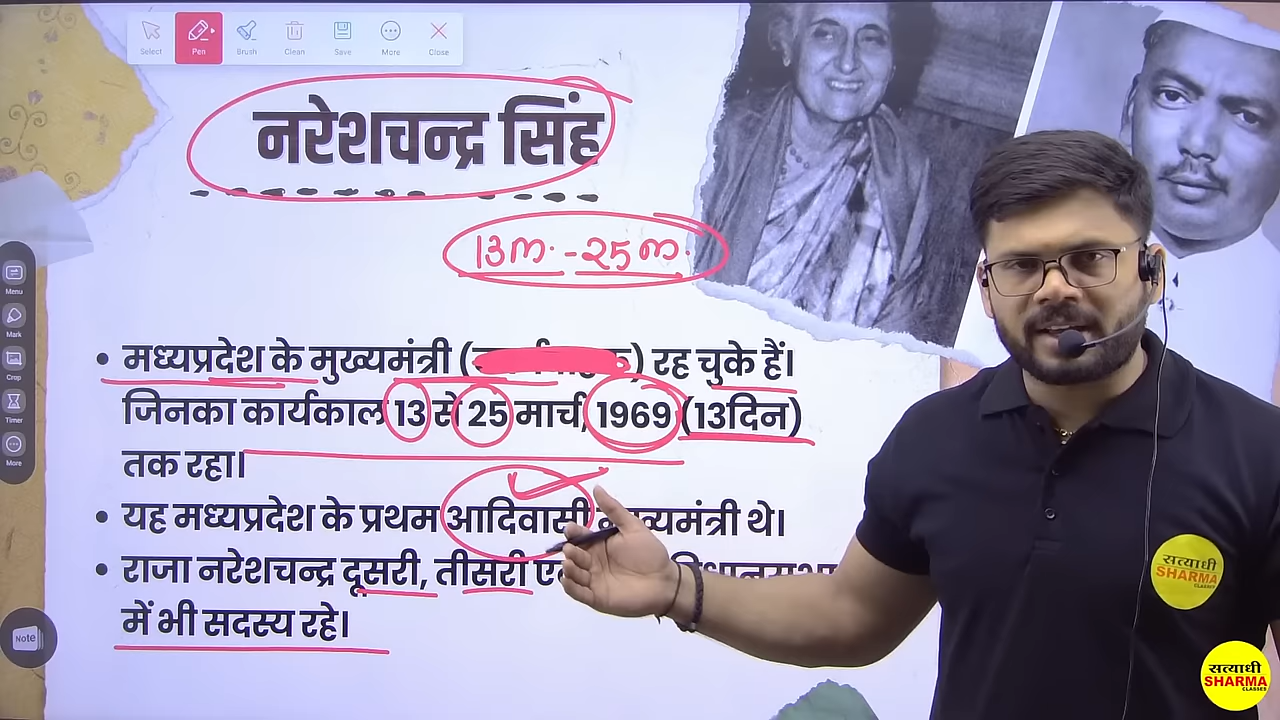 Select Pen Brush Clean Save More Close
नरेशचन्द्र सिंह
13 मा. - 25 मा.
Menu
Mark
Crop
Timer
More
Note
• मध्यप्रदेश के मुख्यमंत्री ( ) रह चुके हैं।
जिनका कार्यकाल 13 से 25 मार्च, 1969 (13दिन)
तक रहा।
• यह मध्यप्रदेश के प्रथम आदिवासी मुख्यमंत्री थे।
• राजा नरेशचन्द्र दूसरी, तीसरी
में भी सदस्य रहे।
सत्याधी
SHARMA
CLASSES
सत्याधी
SHARMA
CLASSES